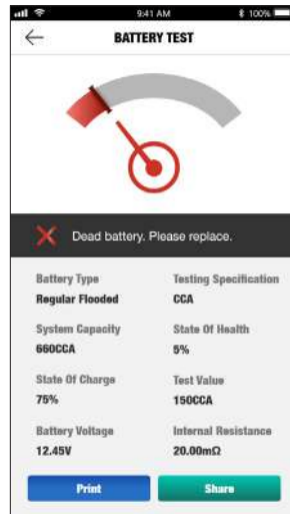 9:41 AM 100%
BATTERY TEST
Dead battery. Please replace.
Battery Type Testing Specification
Regular Flooded CCA
System Capacity State Of Health
660CCA 5%
State Of Charge Test Value
75% 150CCA
Battery Voltage Internal Resistance
12.45V 20.00mΩ
Print Share